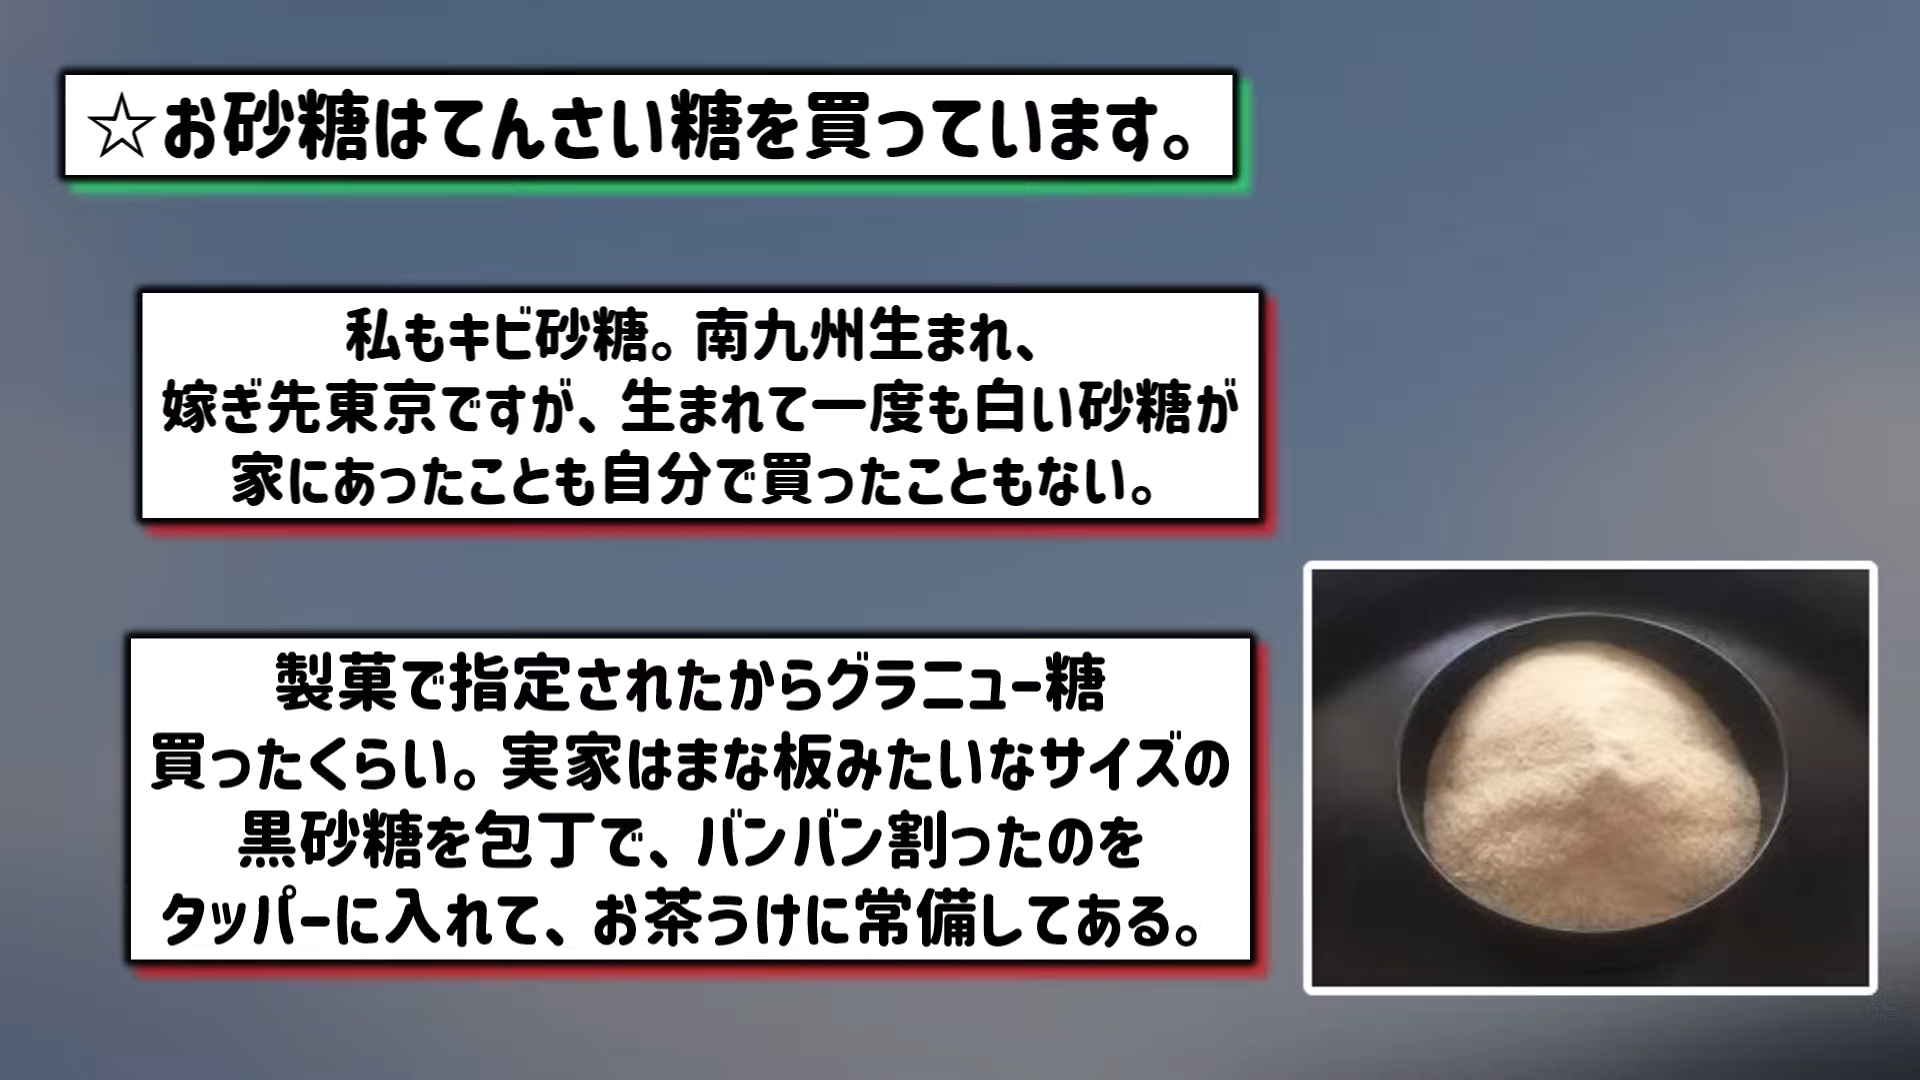 ☆お砂糖はてんさい糖を買っています。
私もキビ砂糖。南九州生まれ、
嫁ぎ先東京ですが、生まれて一度も白い砂糖が
家にあったことも自分で買ったこともない。
製菓で指定されたからグラニュー糖
買ったくらい。実家はまな板みたいなサイズの
黒砂糖を包丁で、バンバン割ったのを
タッパーに入れて、お茶うけに常備してある。